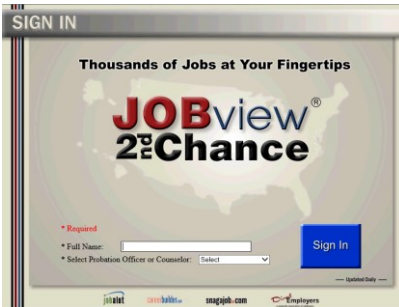 SIGN IN
Thousands of Jobs at Your Fingertips
JOBview®
2nd Chance
* Required
* Full Name:
* Select Probation Officer or Counselor: Select
Sign In
— Updated Daily —
snagajob.com
Employers